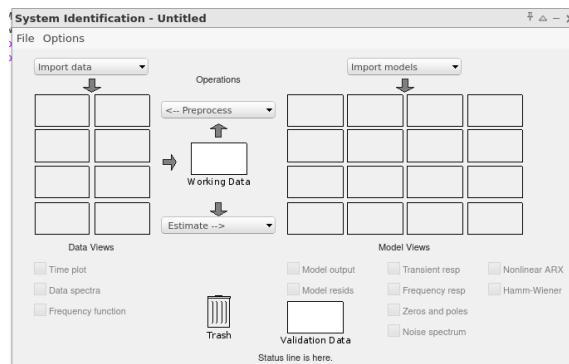 System Identification - Untitled
File Options
Import data
Import models
Operations
<-- Preprocess
Working Data
Estimate -->
Data Views
Model Views
Time plot
Data spectra
Frequency function
Model output
Model resids
Transient resp
Frequency resp
Zeros and poles
Noise spectrum
Nonlinear ARX
Hamm-Wiener
Trash
Validation Data
Status line is here.